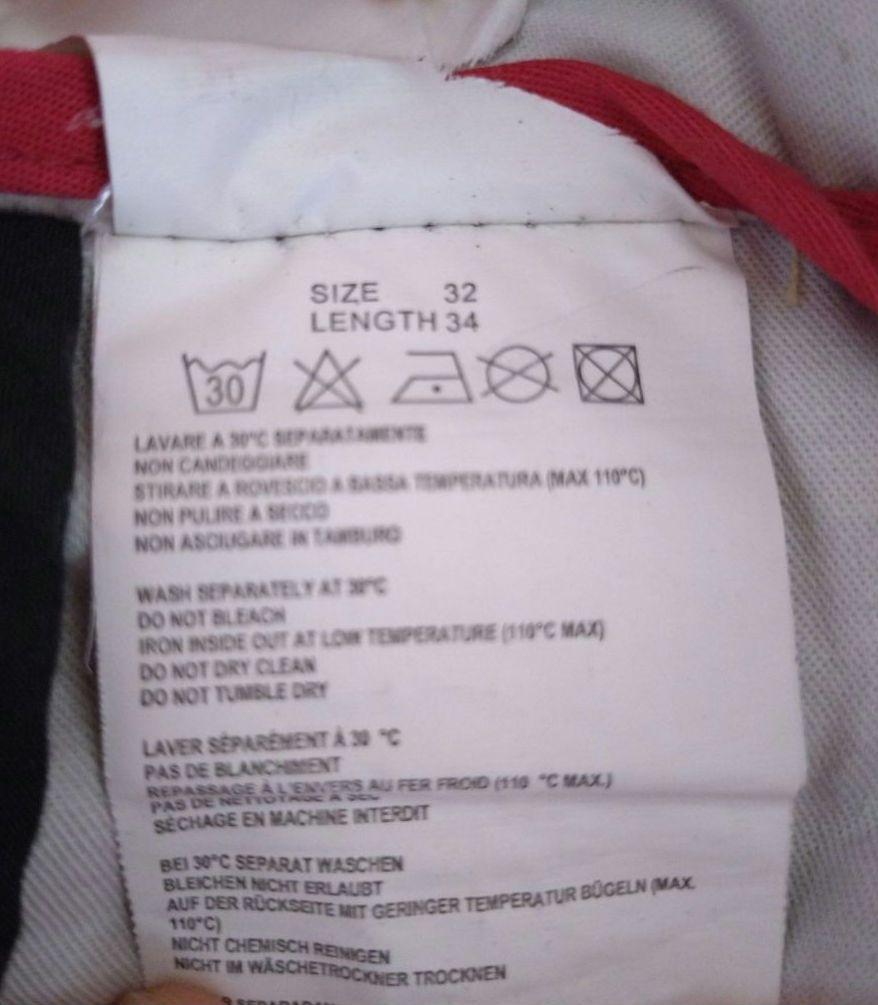 SIZE 32
LENGTH 34
30
LAVARE A 30°C SEPARATAMENTE
NON CANDEGGIARE
STIRARE A ROVESCIO A BASSA TEMPERATURA (MAX 110°C)
NON PULIRE A SECCO
NON ASCIUGARE IN TAMBURO
WASH SEPARATELY AT 30°C
DO NOT BLEACH
IRON INSIDE OUT AT LOW TEMPERATURE (110°C MAX)
DO NOT DRY CLEAN
DO NOT TUMBLE DRY
LAVER SÉPARÉMENT À 30 °C
PAS DE BLANCHIMENT
REPASSAGE À L'ENVERS AU FER FROID (110 °C MAX.)
PAS DE NETTOYAGE A SEC
SÉCHAGE EN MACHINE INTERDIT
BEI 30°C SEPARAT WASCHEN
BLEICHEN NICHT ERLAUBT
AUF DER RÜCKSEITE MIT GERINGER TEMPERATUR BÜGELN (MAX.
110°C)
NICHT CHEMISCH REINIGEN
NICHT IM WÄSCHETROCKNER TROCKNEN